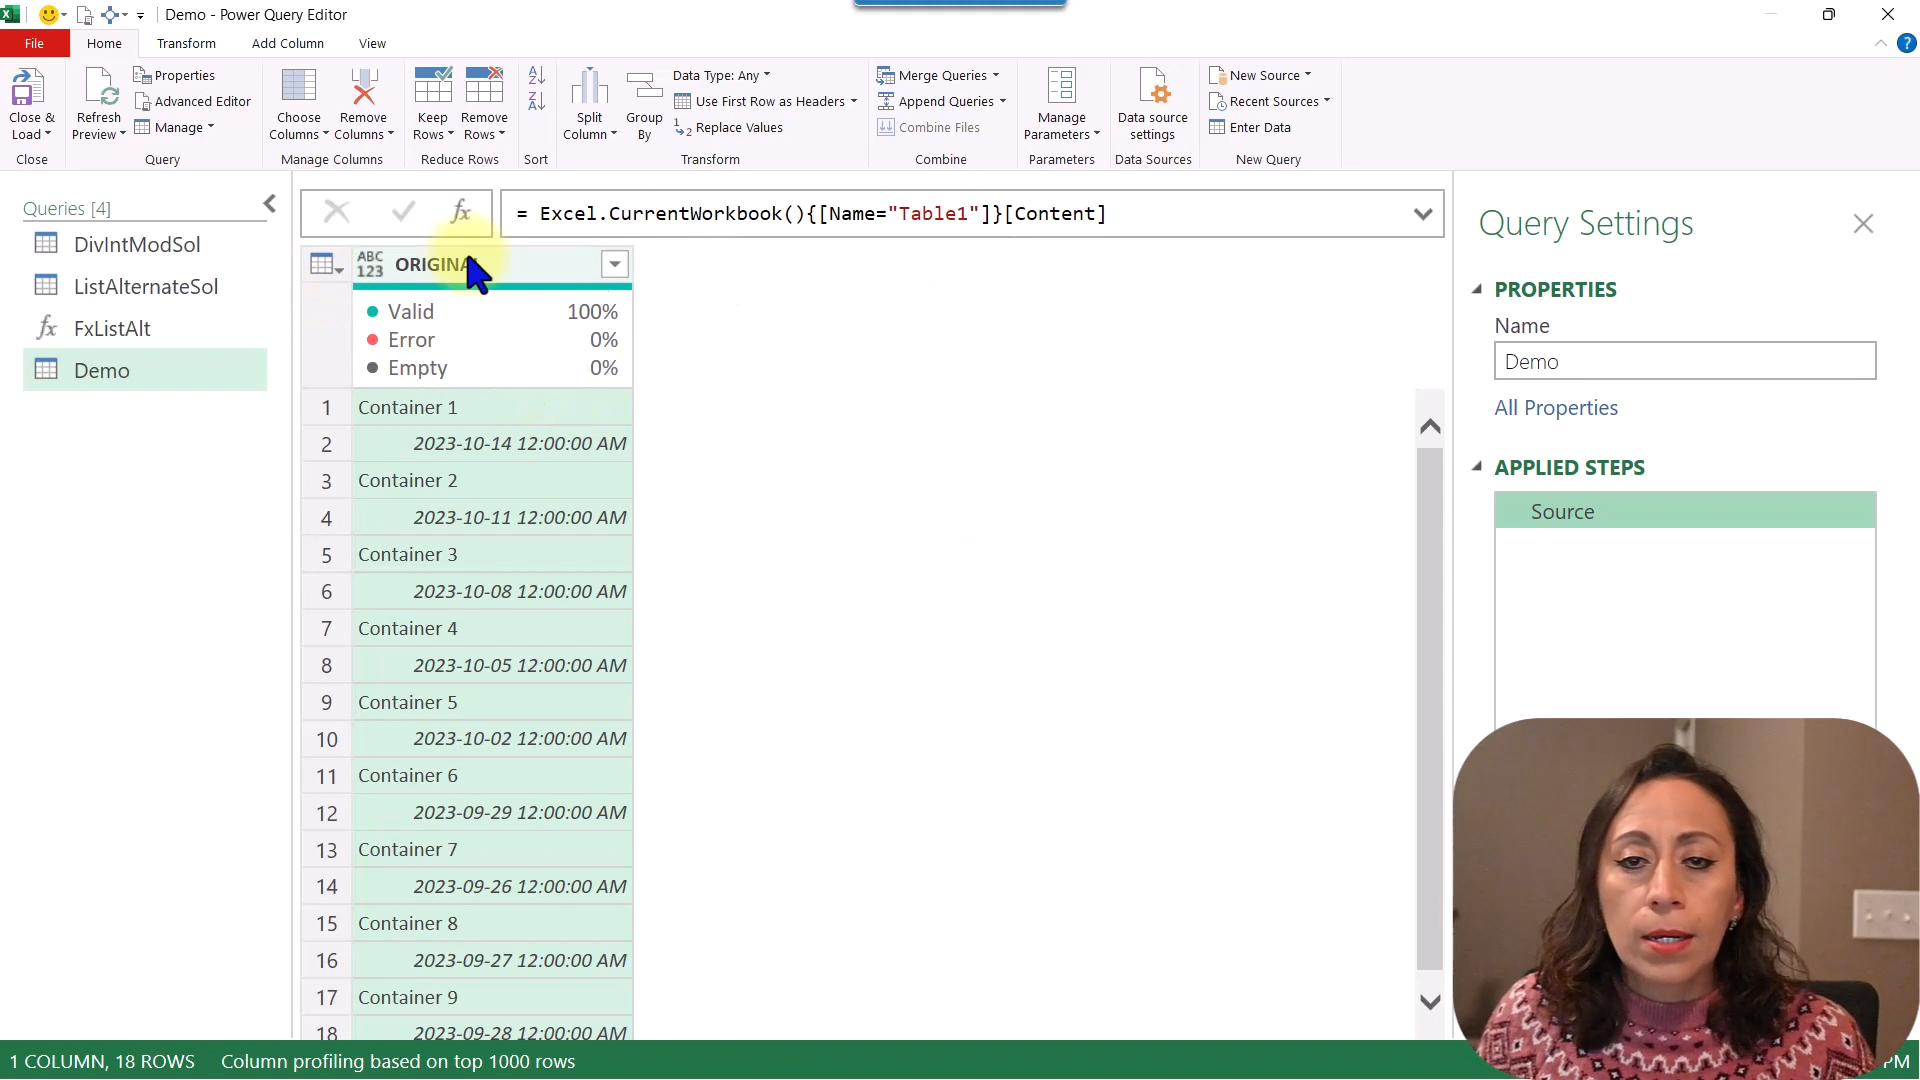 Demo - Power Query Editor
File
Home
Transform
Add Column
View
Close &
Load
Close
Refresh
Preview
Properties
Advanced Editor
Manage
Query
Choose
Columns
Remove
Columns
Manage Columns
Keep
Rows
Remove
Rows
Reduce Rows
Sort
Split
Column
Group
By
Data Type: Any
Use First Row as Headers
Replace Values
Transform
Merge Queries
Append Queries
Combine Files
Combine
Manage
Parameters
Parameters
Data source
settings
Data Sources
New Source
Recent Sources
Enter Data
New Query
Queries [4]
DivIntModSol
ListAlternateSol
fx FxListAlt
Demo
fx
= Excel.CurrentWorkbook(){[Name="Table1"]}[Content]
ABC
123
ORIGINAL
Valid 100%
Error 0%
Empty 0%
1 Container 1
2 2023-10-14 12:00:00 AM
3 Container 2
4 2023-10-11 12:00:00 AM
5 Container 3
6 2023-10-08 12:00:00 AM
7 Container 4
8 2023-10-05 12:00:00 AM
9 Container 5
10 2023-10-02 12:00:00 AM
11 Container 6
12 2023-09-29 12:00:00 AM
13 Container 7
14 2023-09-26 12:00:00 AM
15 Container 8
16 2023-09-27 12:00:00 AM
17 Container 9
18 2023-09-28 12:00:00 AM
Query Settings
PROPERTIES
Name
Demo
All Properties
APPLIED STEPS
Source
1 COLUMN, 18 ROWS
Column profiling based on top 1000 rows
PM